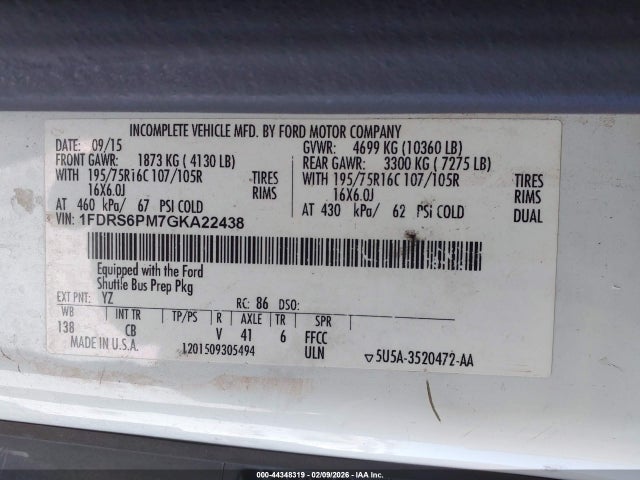 INCOMPLETE VEHICLE MFD. BY FORD MOTOR COMPANY
DATE: 09/15 GVWR: 4699 KG (10360 LB)
FRONT GAWR: 1873 KG ( 4130 LB) REAR GAWR: 3300 KG ( 7275 LB)
WITH 195/75R16C 107/105R TIRES WITH 195/75R16C 107/105R TIRES
16X6.0J RIMS 16X6.0J RIMS
AT 460 kPa/ 67 PSI COLD AT 430 kPa/ 62 PSI COLD DUAL
VIN: 1FDRS6PM7GKA22438
Equipped with the Ford
Shuttle Bus Prep Pkg
EXT PNT: YZ RC: 86 DSO:
WB INT TR TP/PS R AXLE TR SPR
138 CB V 41 6 FFCC
MADE IN U.S.A. 1201509305494 ULN ▽5U5A-3520472-AA
000-44348319 - 02/09/2026 - IAA Inc.